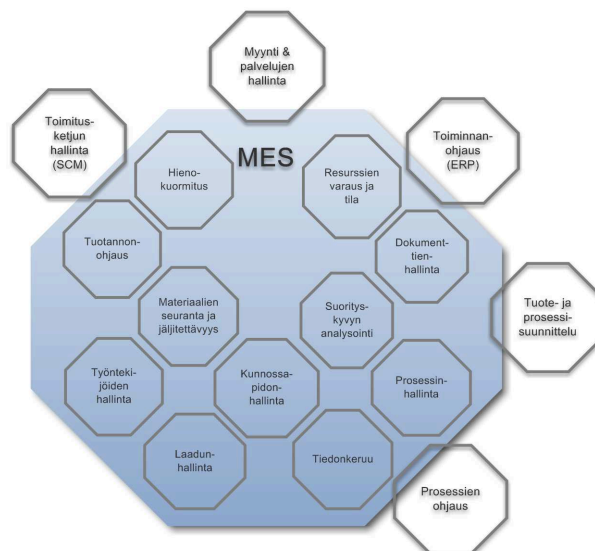 Myynti &
palvelujen
hallinta
Toimitus-
ketjun
hallinta
(SCM)
Toiminnan-
ohjaus
(ERP)
MES
Hieno-
kuormitus
Resurssien
varaus ja
tila
Tuotannon-
ohjaus
Dokument-
tien-
hallinta
Materiaalien
seuranta ja
jäljitettävyys
Suoritys-
kyvyn
analysointi
Tuote- ja
prosessi-
suunnittelu
Työnteki-
jöiden
hallinta
Kunnossa-
pidon-
hallinta
Prosessin-
hallinta
Laadun-
hallinta
Tiedonkeruu
Prosessien
ohjaus